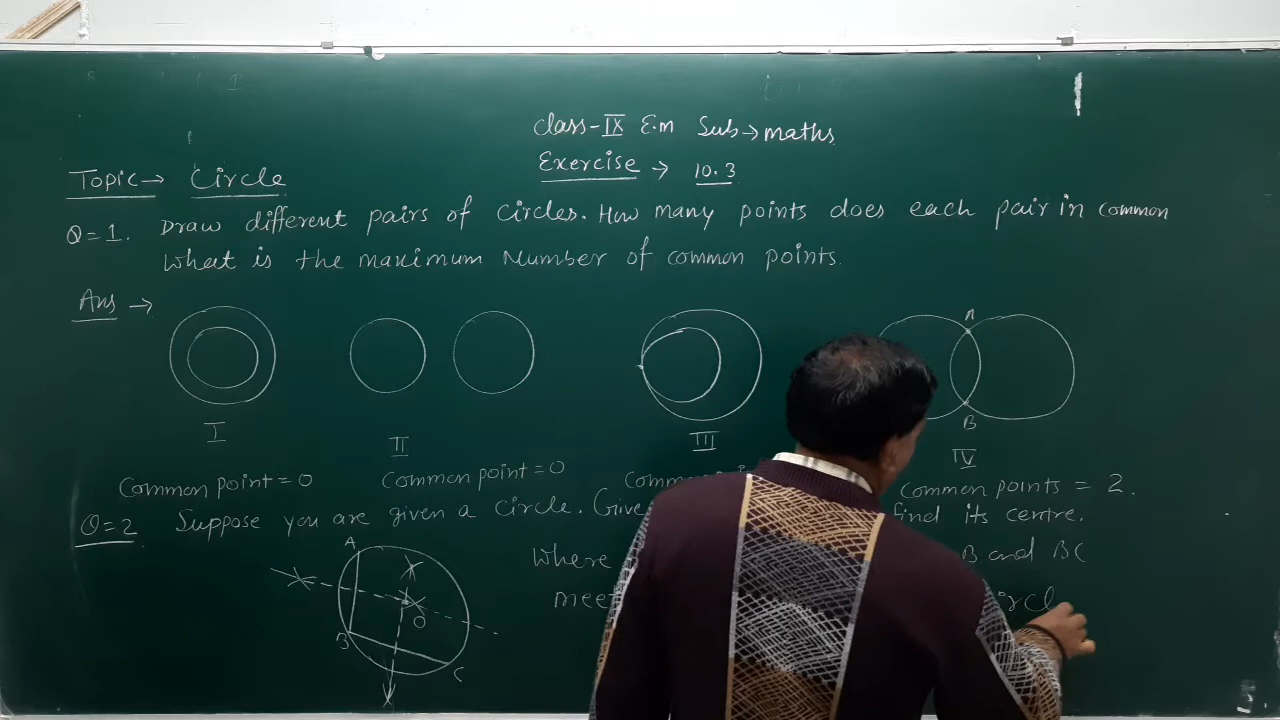 Class-IX E.m Sub→maths
Exercise → 10.3
Topic→ Circle
Q=1. Draw different pairs of circles. How many points does each pair in common
What is the maximum Number of common points.
Ans →
A
B
I
II
III
IV
Common point = 0
Common point = 0
Common points = 2.
Q=2 Suppose you are given a circle. Give find its centre.
A
B
C
O
Where B and BC
meet